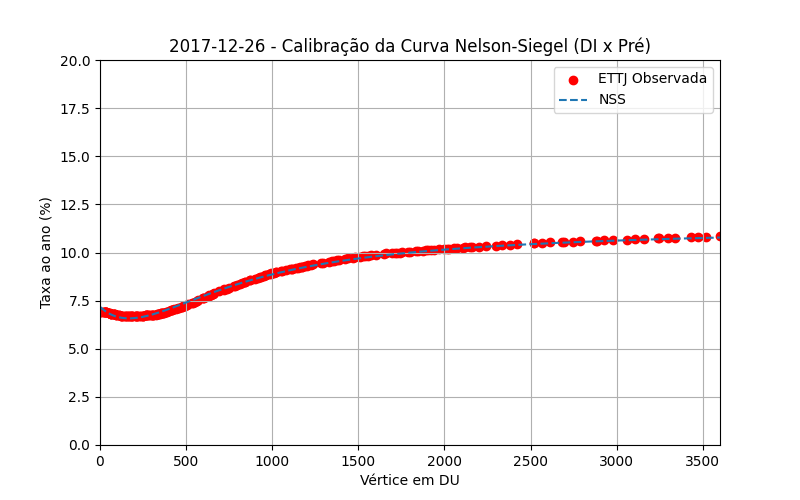 2017-12-26 - Calibração da Curva Nelson-Siegel (DI x Pré)
ETTJ Observada
NSS
Taxa ao ano (%)
20.0
17.5
15.0
12.5
10.0
7.5
5.0
2.5
0.0
0 500 1000 1500 2000 2500 3000 3500
Vértice em DU